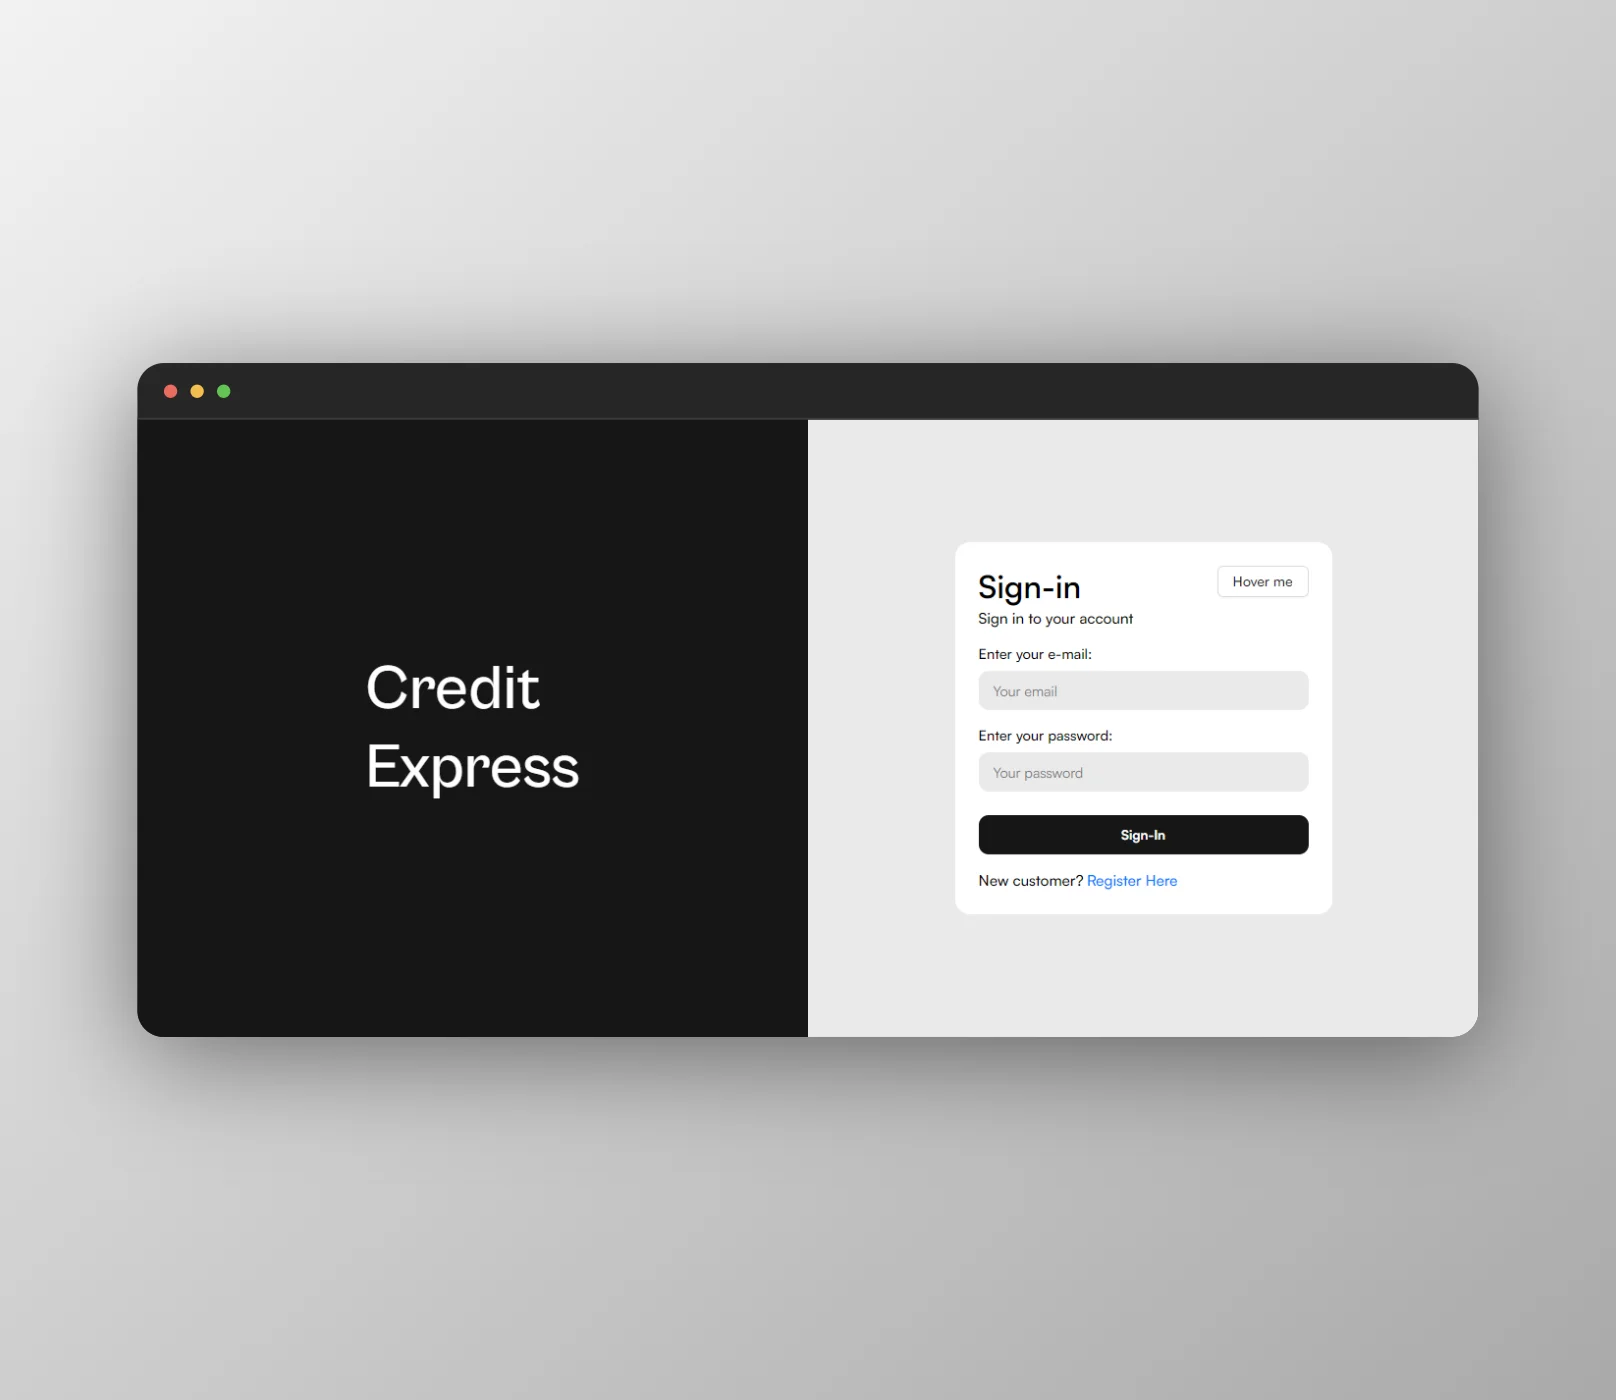 Credit
Express
Sign-in
Hover me
Sign in to your account
Enter your e-mail:
Your email
Enter your password:
Your password
Sign-In
New customer? Register Here